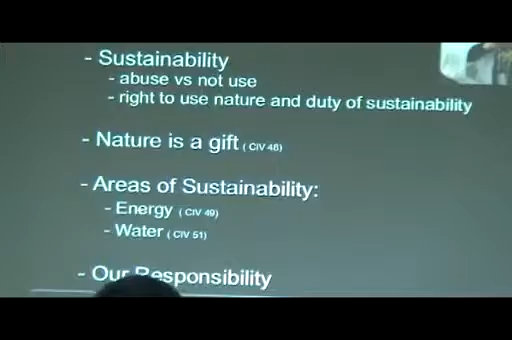 - Sustainability
- abuse vs not use
- right to use nature and duty of sustainability
- Nature is a gift ( CIV 48)
- Areas of Sustainability:
- Energy ( CIV 49)
- Water ( CIV 51)
- Our Responsibility